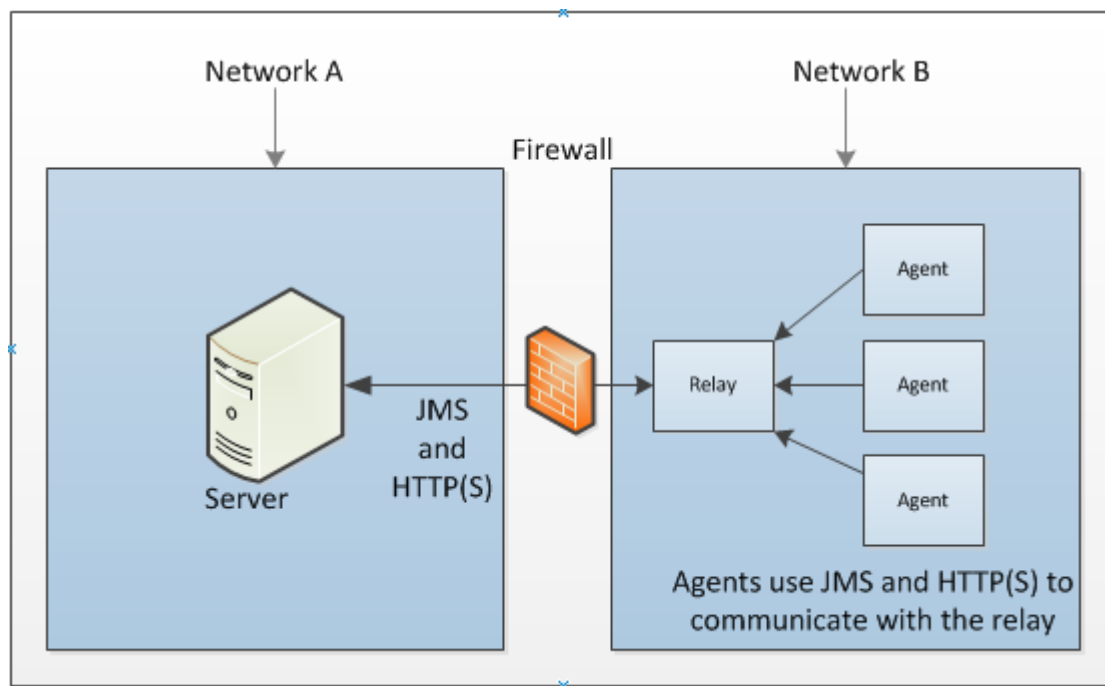 Network A
Network B
Firewall
Agent
Relay
Agent
Agent
JMS
and
HTTP(S)
Server
Agents use JMS and HTTP(S) to
communicate with the relay